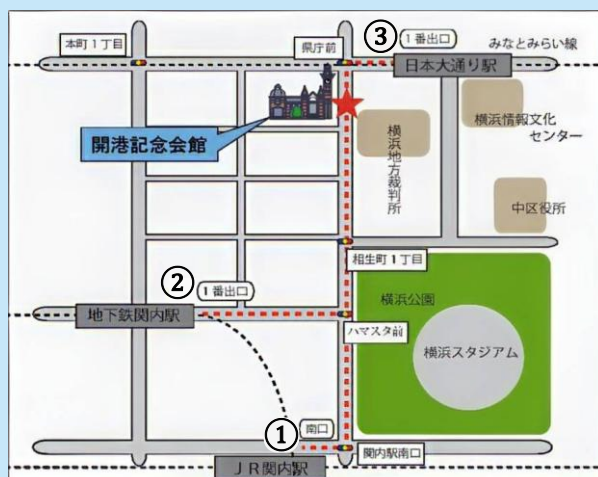 本町1丁目
県庁前
③
1番出口
みなとみらい線
日本大通り駅
開港記念会館
横浜地方裁判所
横浜情報文化
センター
中区役所
相生町1丁目
②
1番出口
地下鉄関内駅
ハマスタ前
横浜公園
横浜スタジアム
①
南口
関内駅南口
JR関内駅